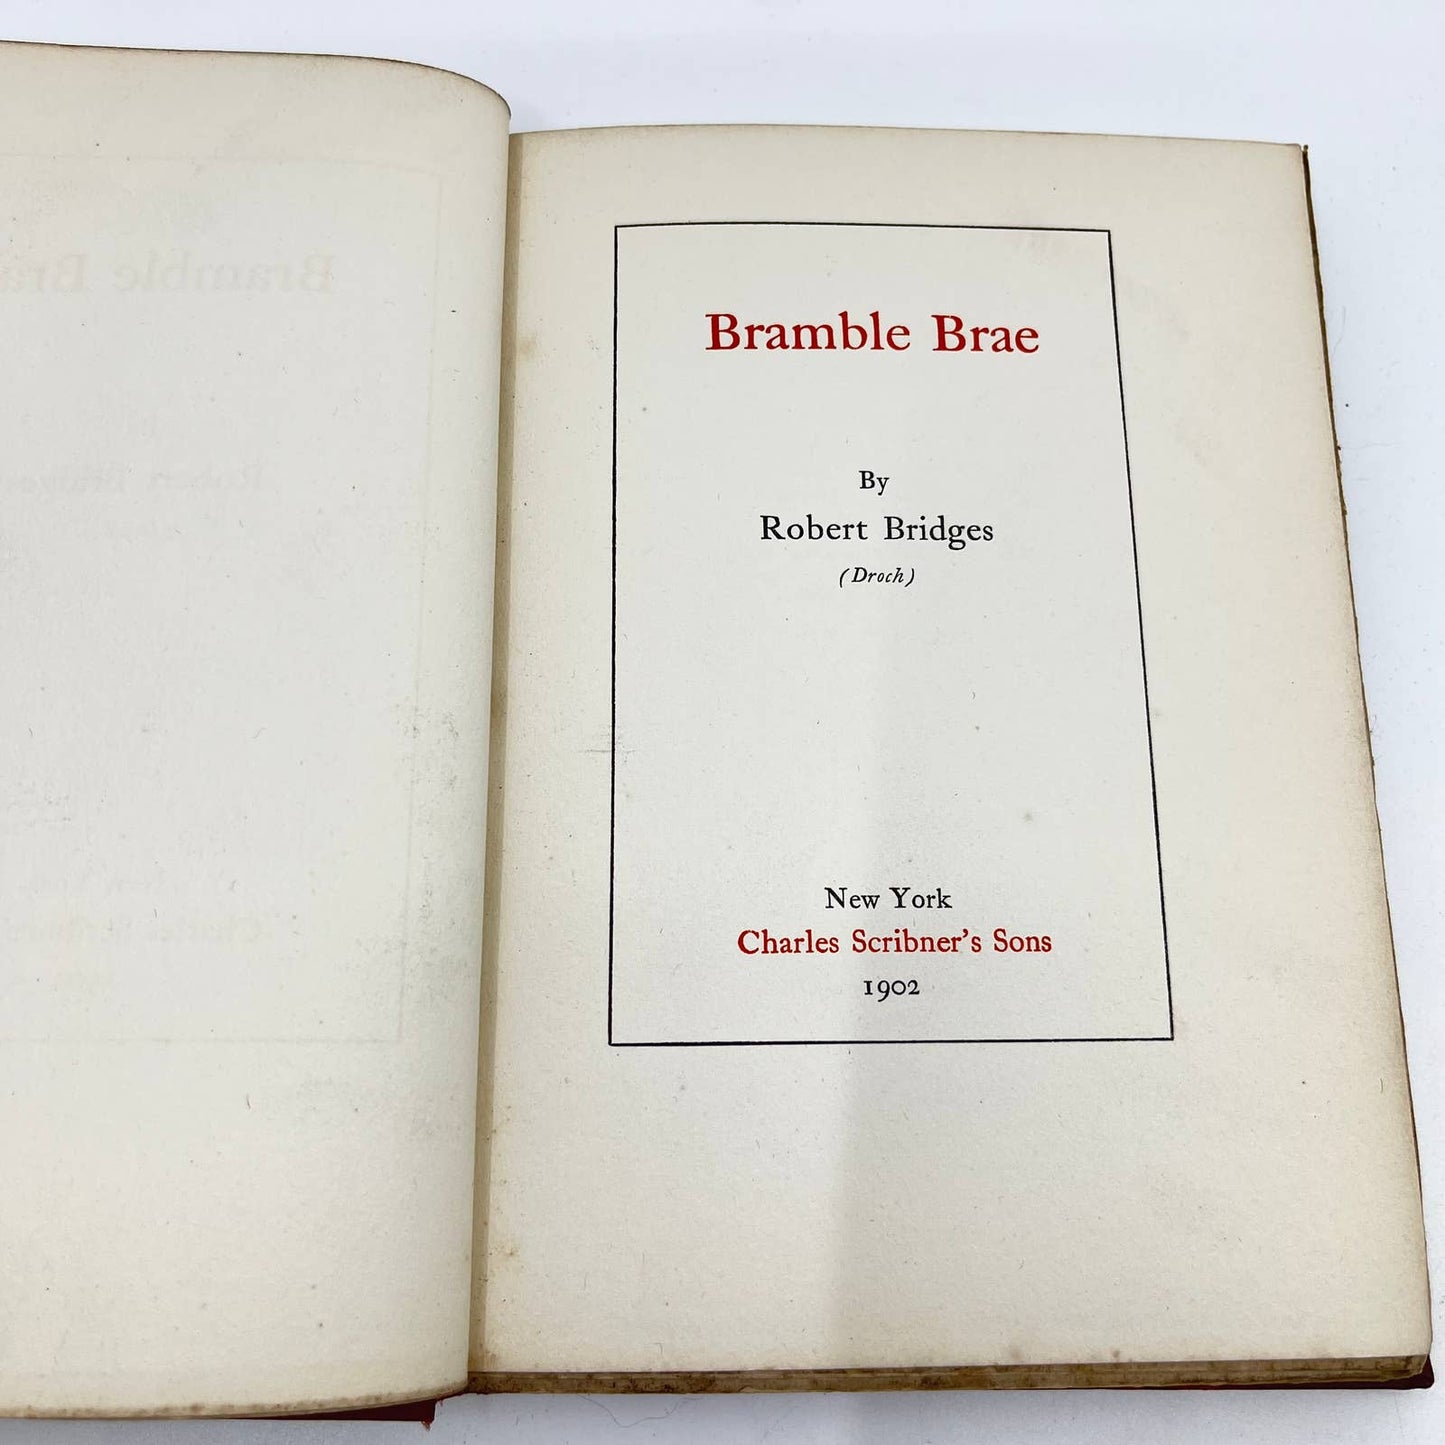 Bramble Brae
By
Robert Bridges
(Droch)
New York
Charles Scribner's Sons
1902